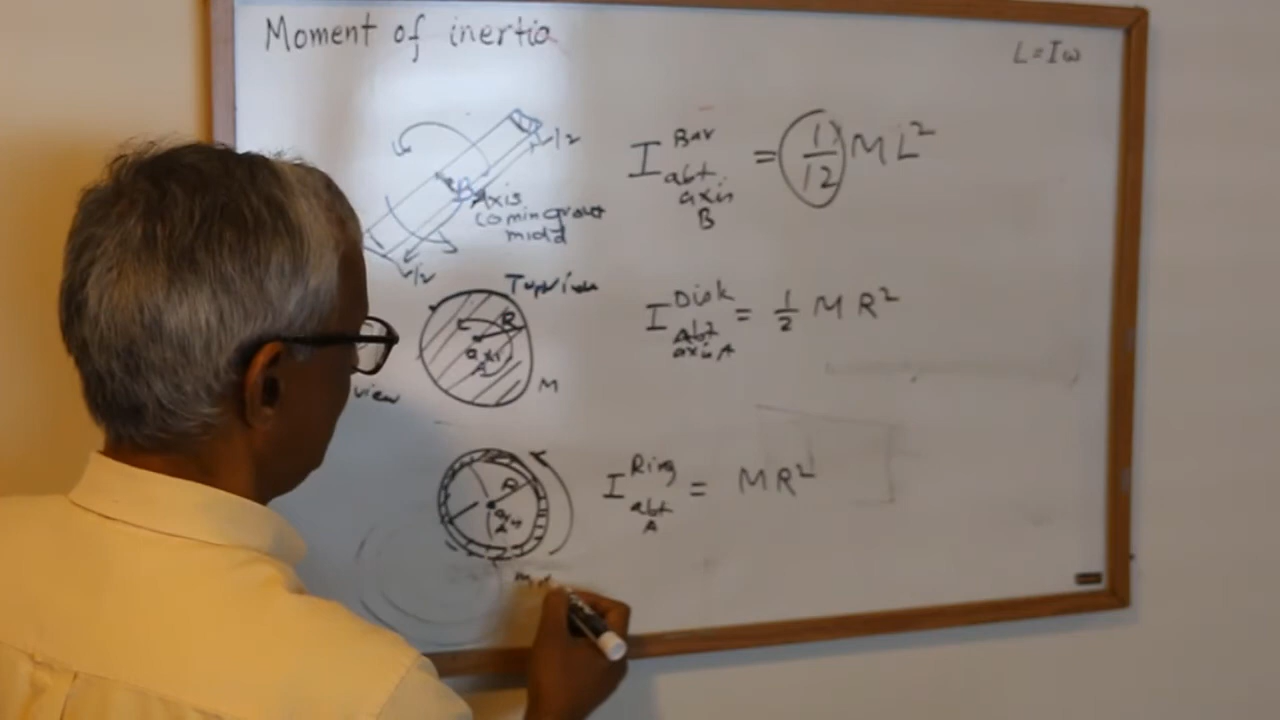 Moment of inertia
L = Iω
L/2
B
Axis
coming out
midd
L/2
I Bar abt axis B = 1/12 M L²
Top View
R
axis
A
M
view
I Disk abt axis A = 1/2 M R²
R
axis
A
I Ring abt A = MR²